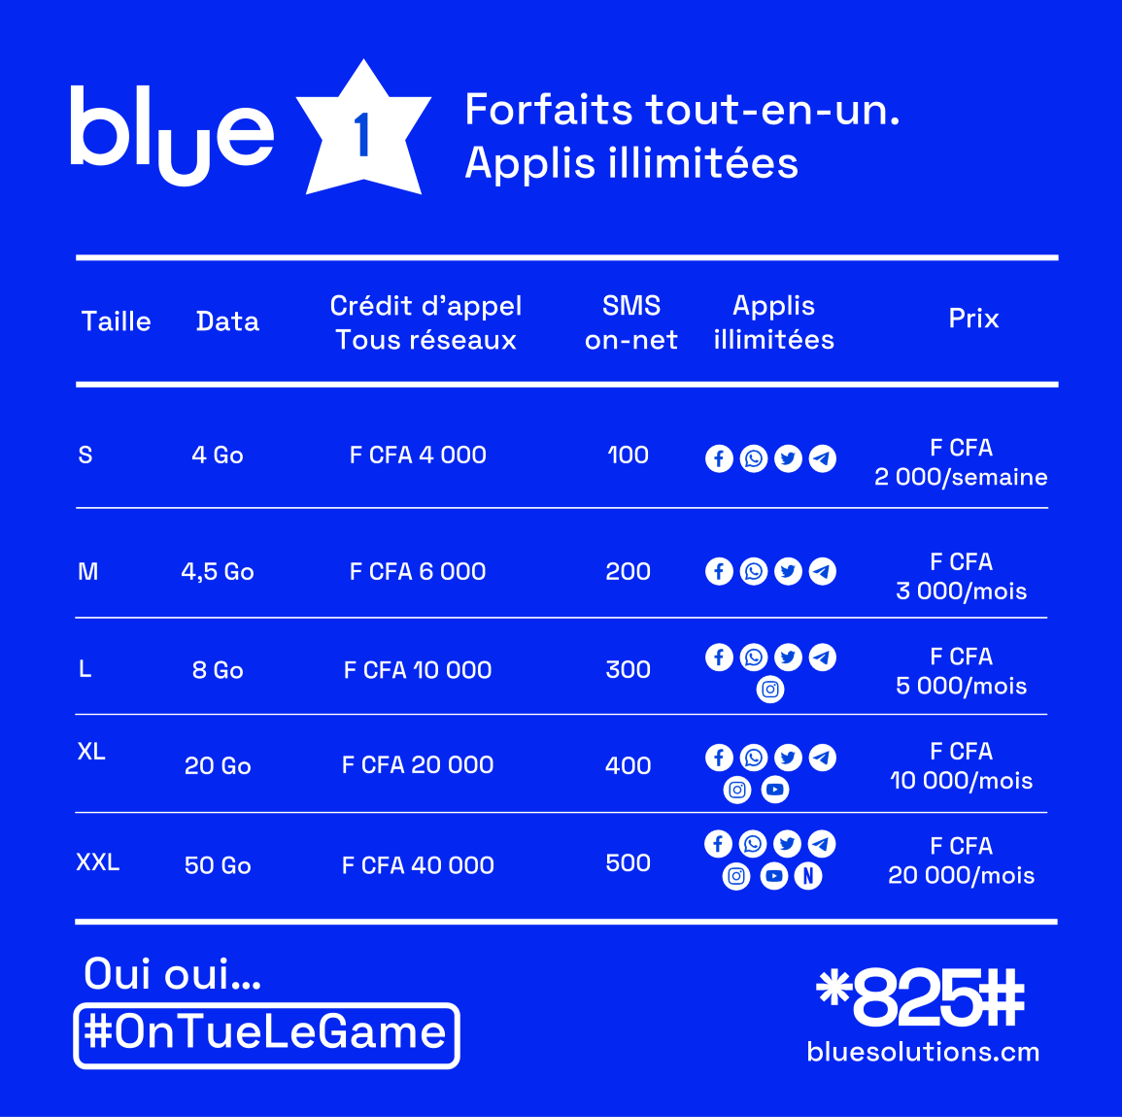 blue 1
Forfaits tout-en-un.
Applis illimitées
Taille Data Crédit d'appel Tous réseaux SMS on-net Applis illimitées Prix
S 4 Go F CFA 4 000 100 F CFA 2 000/semaine
M 4,5 Go F CFA 6 000 200 F CFA 3 000/mois
L 8 Go F CFA 10 000 300 F CFA 5 000/mois
XL 20 Go F CFA 20 000 400 F CFA 10 000/mois
XXL 50 Go F CFA 40 000 500 N F CFA 20 000/mois
Oui oui...
#OnTueLeGame
*825#
bluesolutions.cm